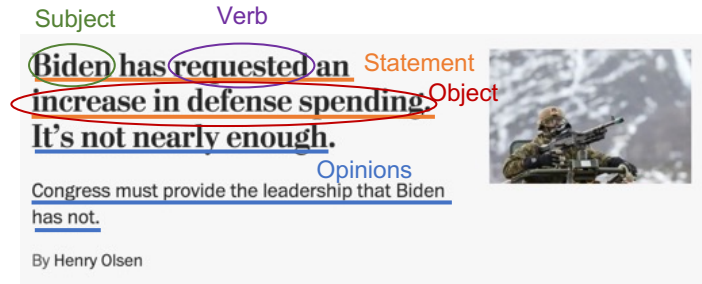 Subject Verb
Biden has requested an Statement
increase in defense spending. Object
It's not nearly enough.
Opinions
Congress must provide the leadership that Biden
has not.
By Henry Olsen